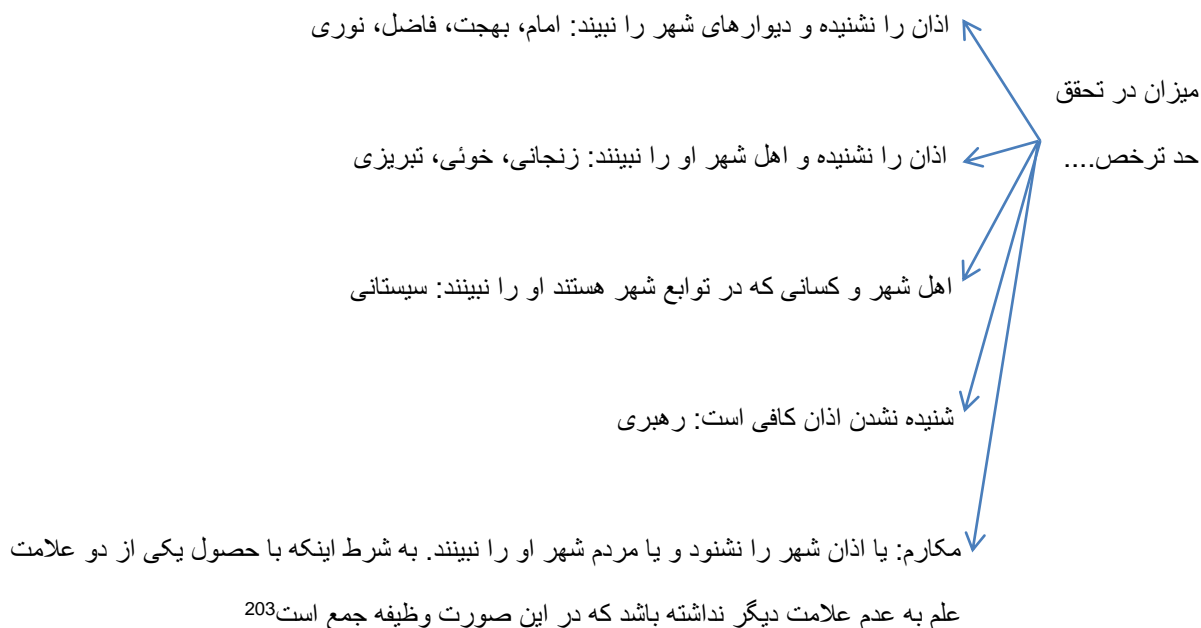 اذان را نشنیده و دیوارهای شهر را نبیند: امام، بهجت، فاضل، نوری
میزان در تحقق
حد ترخص....
اذان را نشنیده و اهل شهر او را نبینند: زنجانی، خوئی، تبریزی
اهل شهر و کسانی که در توابع شهر هستند او را نبینند: سیستانی
شنیده نشدن اذان کافی است: رهبری
مکارم: یا اذان شهر را نشنود و یا مردم شهر او را نبینند. به شرط اینکه با حصول یکی از دو علامت
علم به عدم علامت دیگر نداشته باشد که در این صورت وظیفه جمع است203